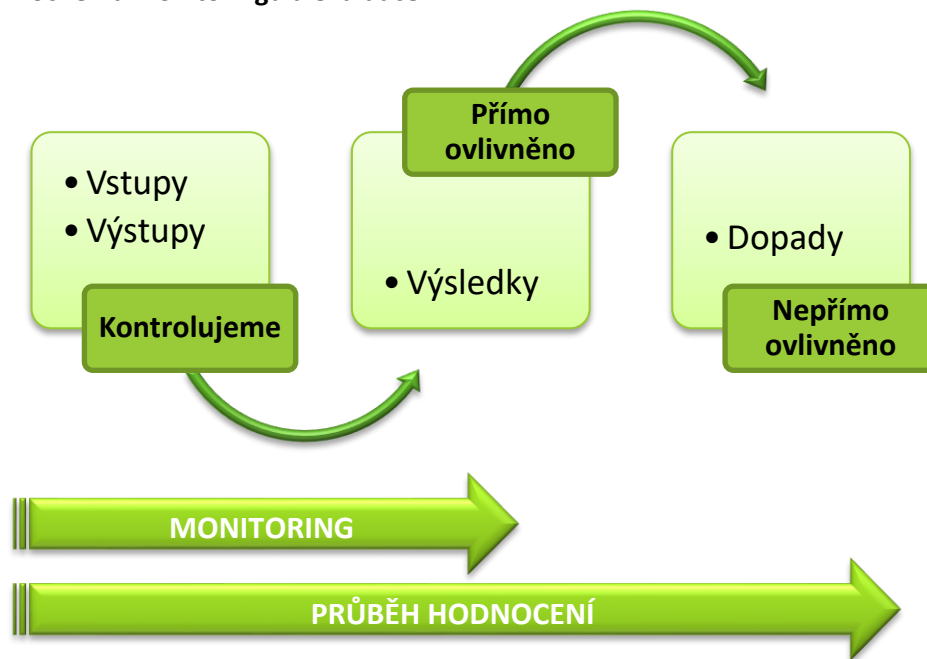 • Vstupy
• Výstupy
Kontrolujeme
Přímo
ovlivněno
• Výsledky
• Dopady
Nepřímo
ovlivněno
MONITORING
PRŮBĚH HODNOCENÍ